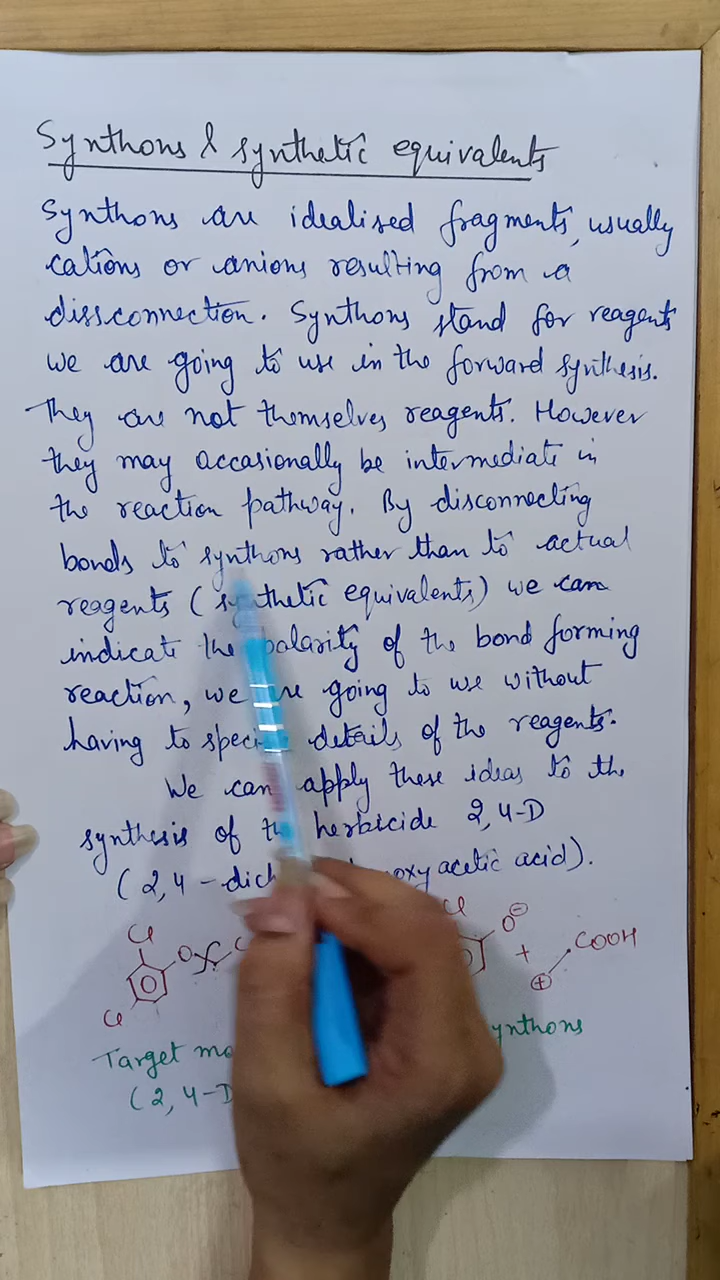 Synthons & synthetic equivalents
Synthons are idealised fragments, usually
cations or anions resulting from a
dissconnection. Synthons stand for reagents
we are going to use in the forward synthesis.
They are not themselves reagents. However
they may accasionally be intermediate in
the reaction pathway. By disconnecting
bonds to synthons rather than to actual
reagents (synthetic equivalents) we can
indicate the polarity of the bond forming
reaction, we are going to use without
having to details of the reagents.
We can apply these ideas to the
synthesis of the herbicide 2,4-D
(2,4- acetic acid).
Cl
O
Cl
Cl
O⊖
+
⊕
COOH
Target
(2,4-D